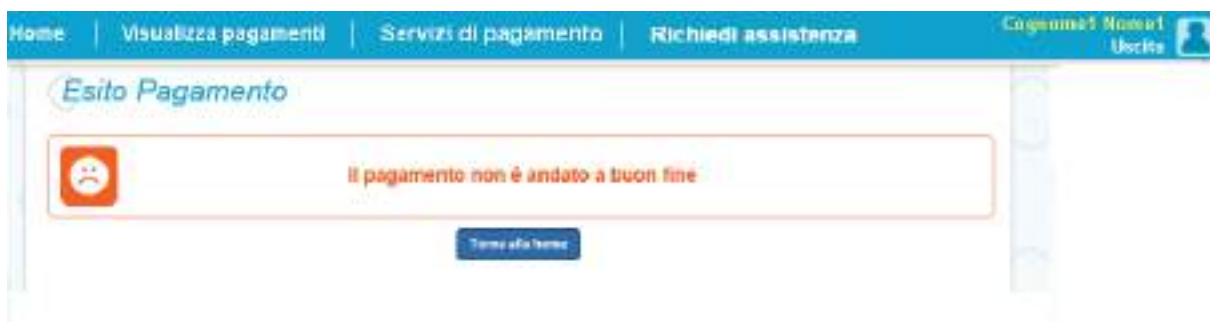 Home | Visualizza pagamenti | Servizi di pagamento | Richiedi assistenza
Cognome1 Nome1
Uscita
Esito Pagamento
Il pagamento non è andato a buon fine
Torna alla home